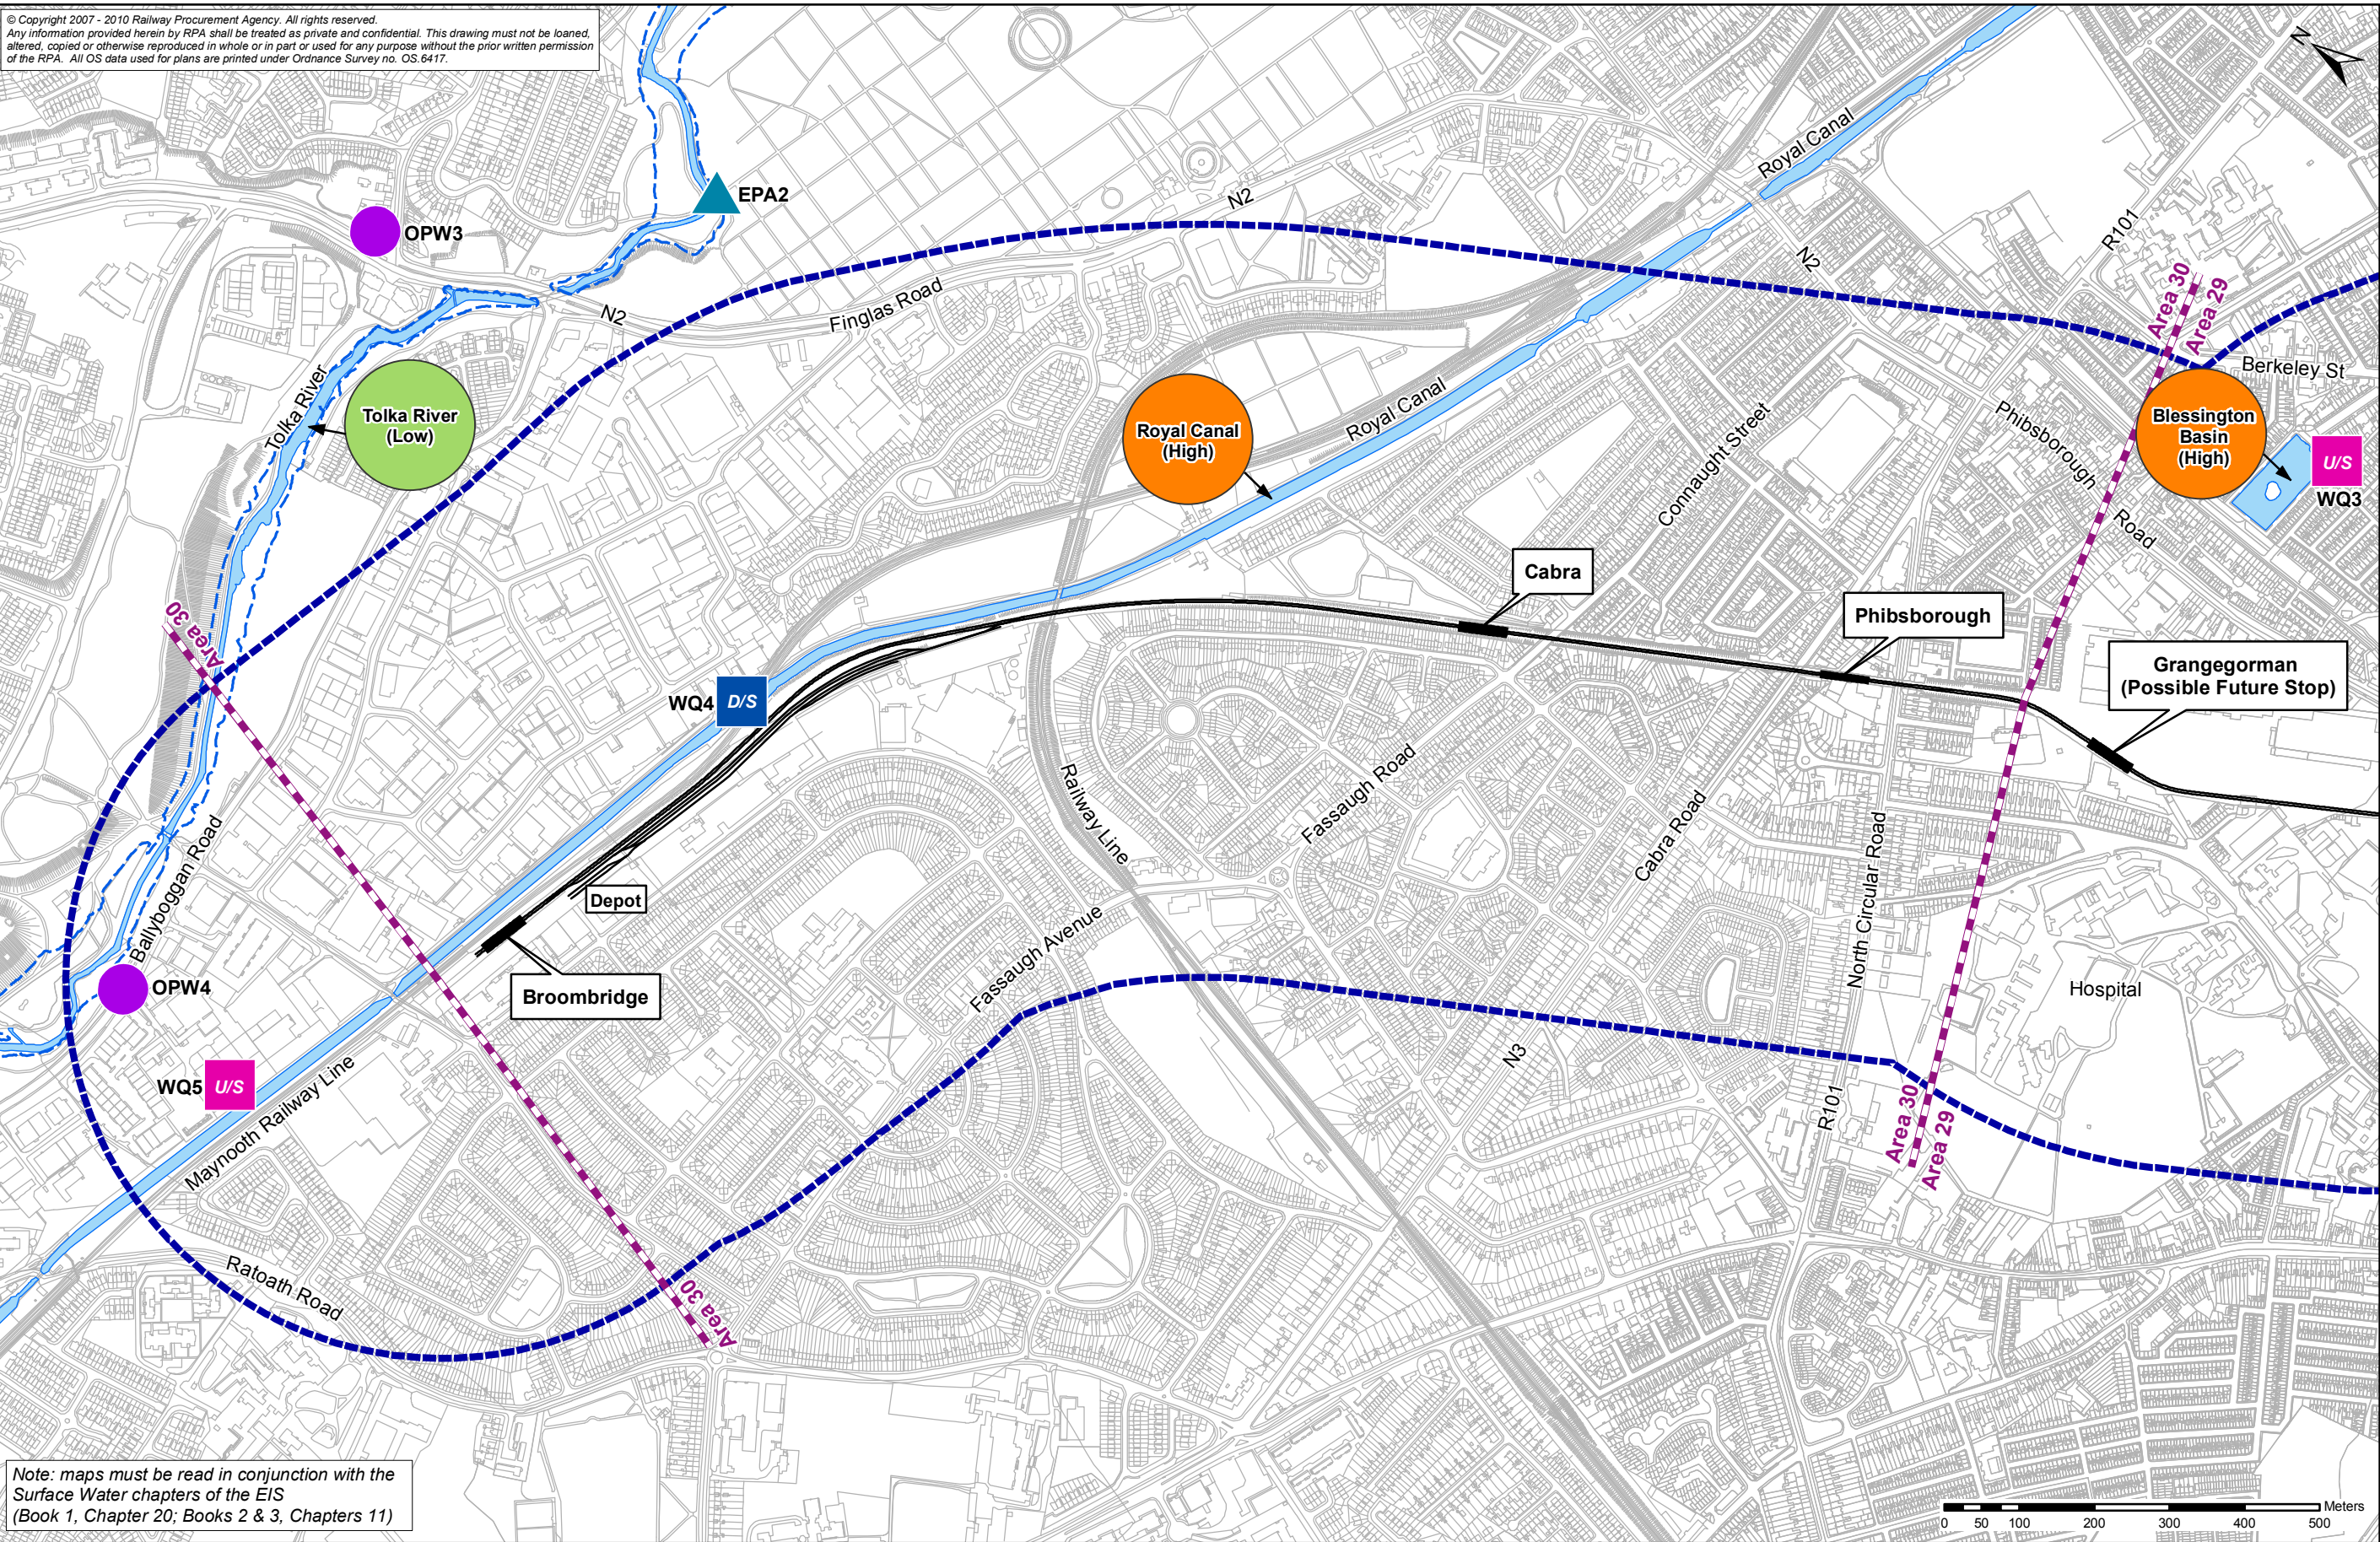 © Copyright 2007 - 2010 Railway Procurement Agency. All rights reserved.
Any information provided herein by RPA shall be treated as private and confidential. This drawing must not be loaned,
altered, copied or otherwise reproduced in whole or in part or used for any purpose without the prior written permission
of the RPA. All OS data used for plans are printed under Ordnance Survey no. OS.6417.
N
Royal Canal
EPA2
N2
OPW3
R101
N2
Area 30
Area 29
Finglas Road
N2
Berkeley St
Tolka River
Tolka River
(Low)
Royal Canal
(High)
Royal Canal
Connaught Street
Phibsborough
Road
Blessington
Basin
(High)
U/S
WQ3
Cabra
Area 30
Phibsborough
Grangegorman
(Possible Future Stop)
WQ4
D/S
Railway Line
Fassaugh Road
Cabra Road
North Circular Road
Ballyboggan Road
Depot
Fassaugh Avenue
OPW4
Broombridge
Hospital
N3
WQ5
U/S
Maynooth Railway Line
R101
Area 30
Area 29
Ratoath Road
Area 30
Note: maps must be read in conjunction with the
Surface Water chapters of the EIS
(Book 1, Chapter 20; Books 2 & 3, Chapters 11)
Meters
0 50 100 200 300 400 500